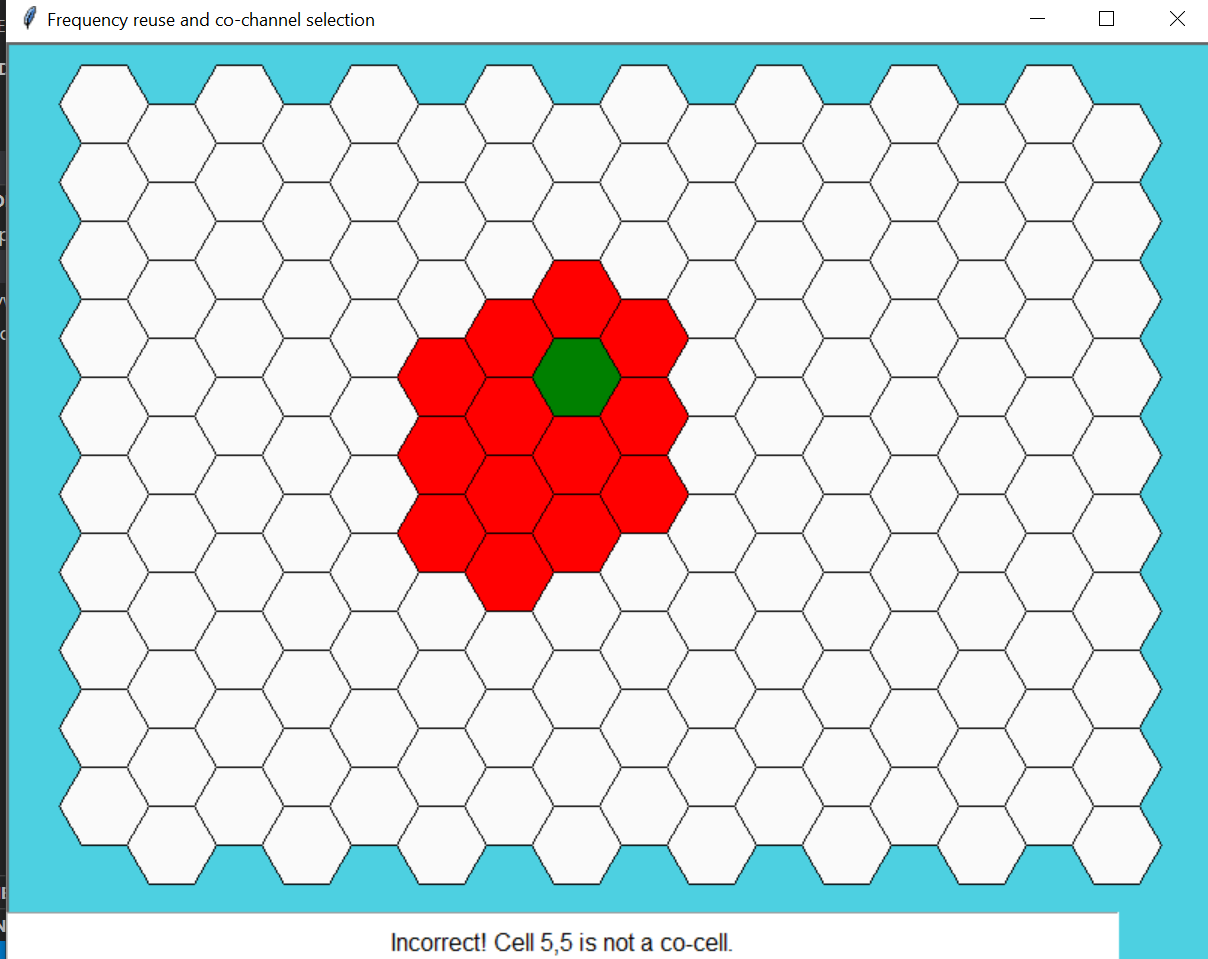 Frequency reuse and co-channel selection
Incorrect! Cell 5,5 is not a co-cell.